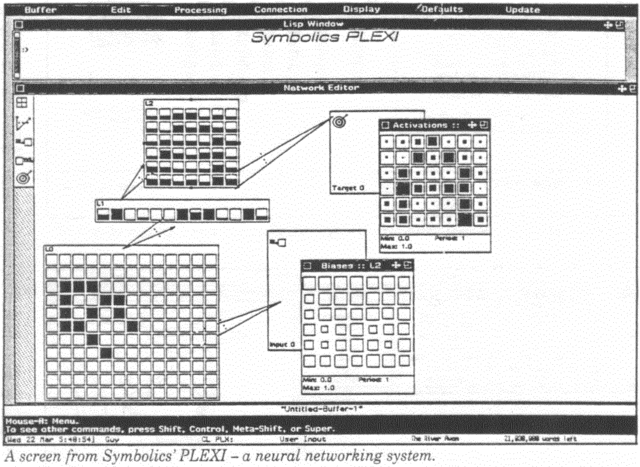 Buffer Edit Processing Connection Display Defaults Update
Lisp Window
Symbolics PLEXI
Network Editor
L2
Activations ::
Target 0
L1
Min: 0.0 Period: 1
Max: 1.0
L0
Biases :: L2
Input 0
Min: 0.0 Period: 1
Max: 1.0
"Untitled-Buffer-1"
Mouse-R: Menu.
To see other commands, press Shift, Control, Meta-Shift, or Super.
Wed 22 Mar 5:48:54] Guy CL PLX: User Input The River Avon words left
A screen from Symbolics' PLEXI – a neural networking system.